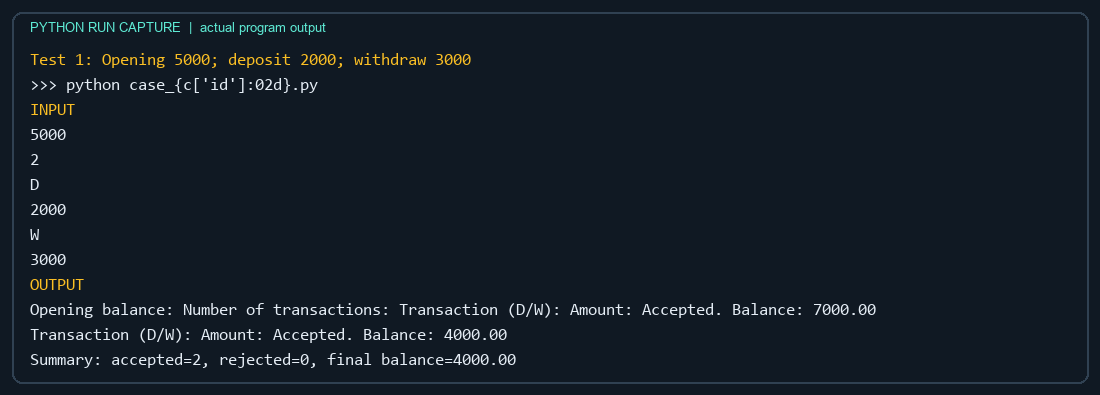 PYTHON RUN CAPTURE | actual program output
Test 1: Opening 5000; deposit 2000; withdraw 3000
>>> python case_{c['id']:02d}.py
INPUT
5000
2
D
2000
W
3000
OUTPUT
Opening balance: Number of transactions: Transaction (D/W): Amount: Accepted. Balance: 7000.00
Transaction (D/W): Amount: Accepted. Balance: 4000.00
Summary: accepted=2, rejected=0, final balance=4000.00